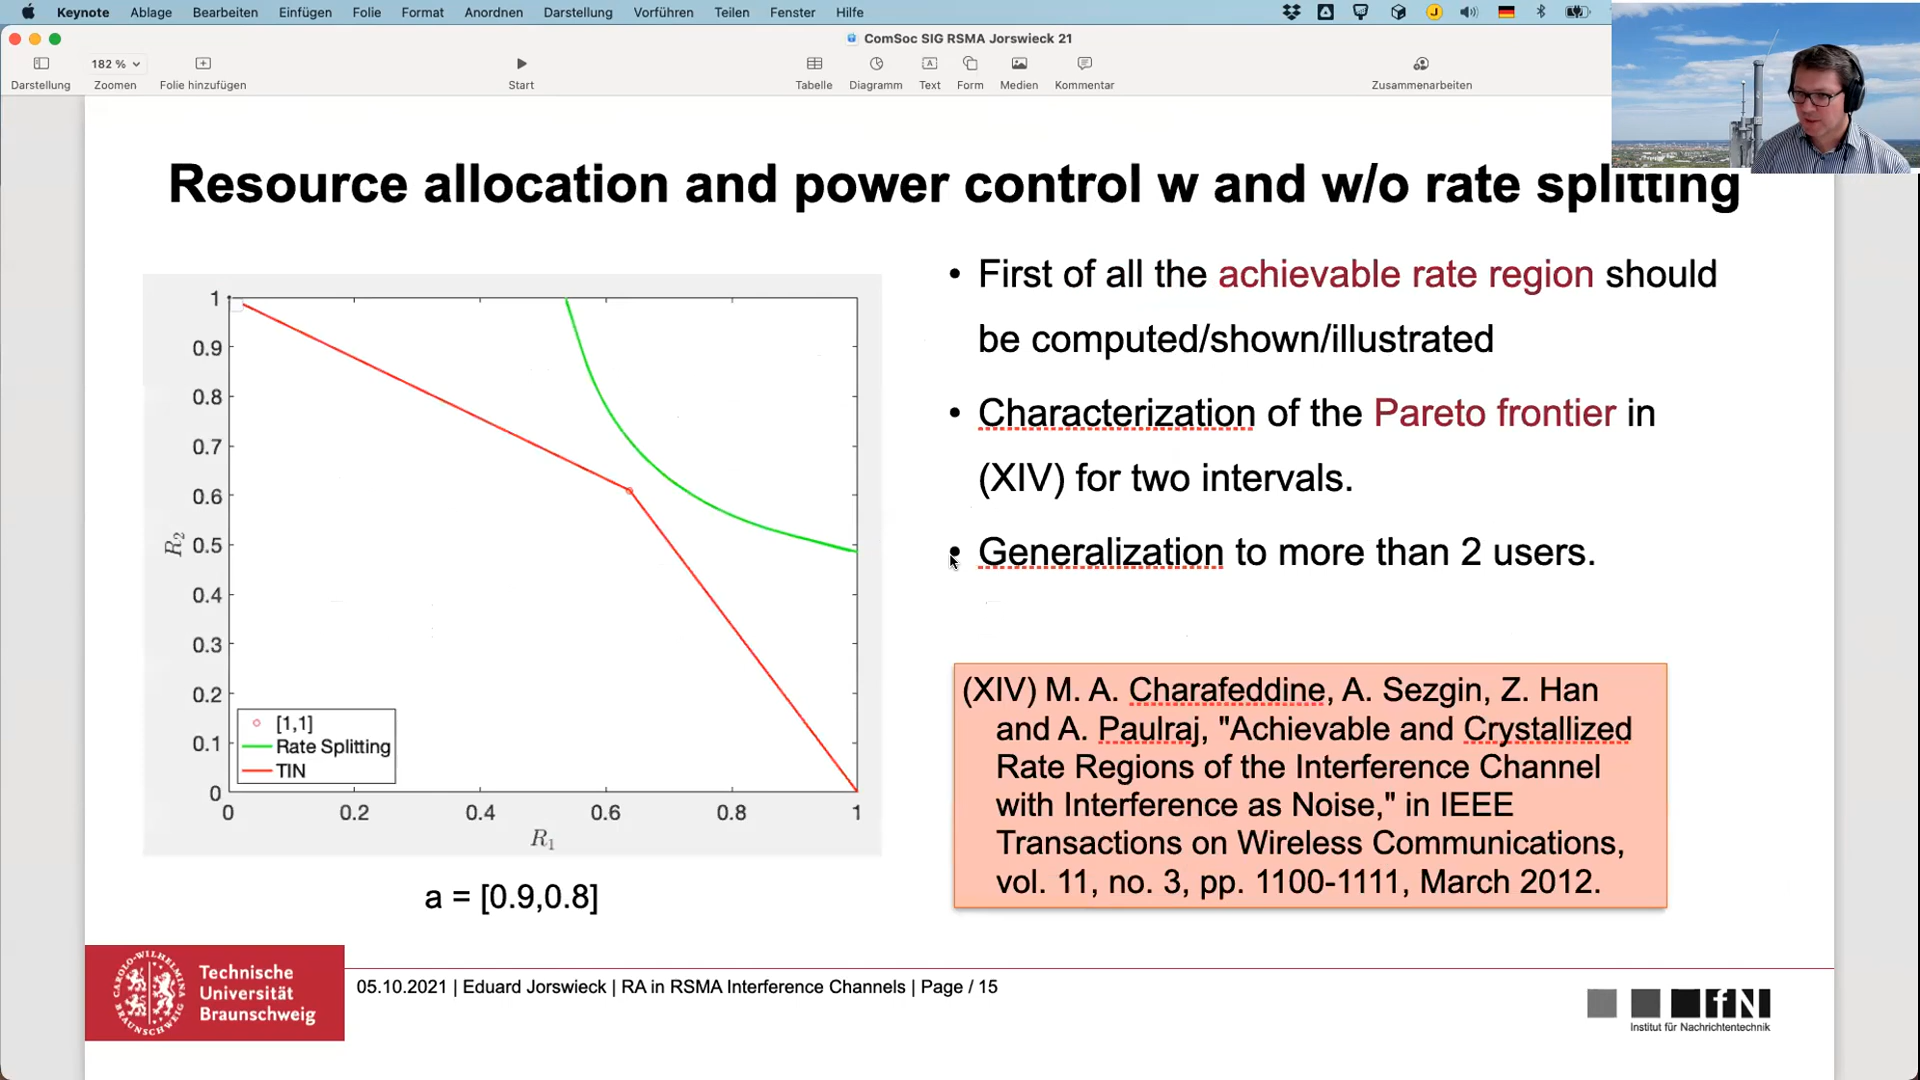 Keynote Ablage Bearbeiten Einfügen Folie Format Anordnen Darstellung Vorführen Teilen Fenster Hilfe
ComSoc SIG RSMA Jorswieck 21
182 %
Darstellung Zoomen Folie hinzufügen Start Tabelle Diagramm Text Form Medien Kommentar Zusammenarbeiten
Resource allocation and power control w and w/o rate splitting
1
0.9
0.8
0.7
0.6
0.5
0.4
0.3
0.2
0.1
0
R2
[1,1]
Rate Splitting
TIN
0 0.2 0.4 0.6 0.8 1
R1
a = [0.9,0.8]
• First of all the achievable rate region should
be computed/shown/illustrated
• Characterization of the Pareto frontier in
(XIV) for two intervals.
• Generalization to more than 2 users.
(XIV) M. A. Charafeddine, A. Sezgin, Z. Han
and A. Paulraj, "Achievable and Crystallized
Rate Regions of the Interference Channel
with Interference as Noise," in IEEE
Transactions on Wireless Communications,
vol. 11, no. 3, pp. 1100-1111, March 2012.
CAROLO-WILHELMINA
BRAUNSCHWEIG
Technische
Universität
Braunschweig
05.10.2021 | Eduard Jorswieck | RA in RSMA Interference Channels | Page / 15
IfN
Institut für Nachrichtentechnik